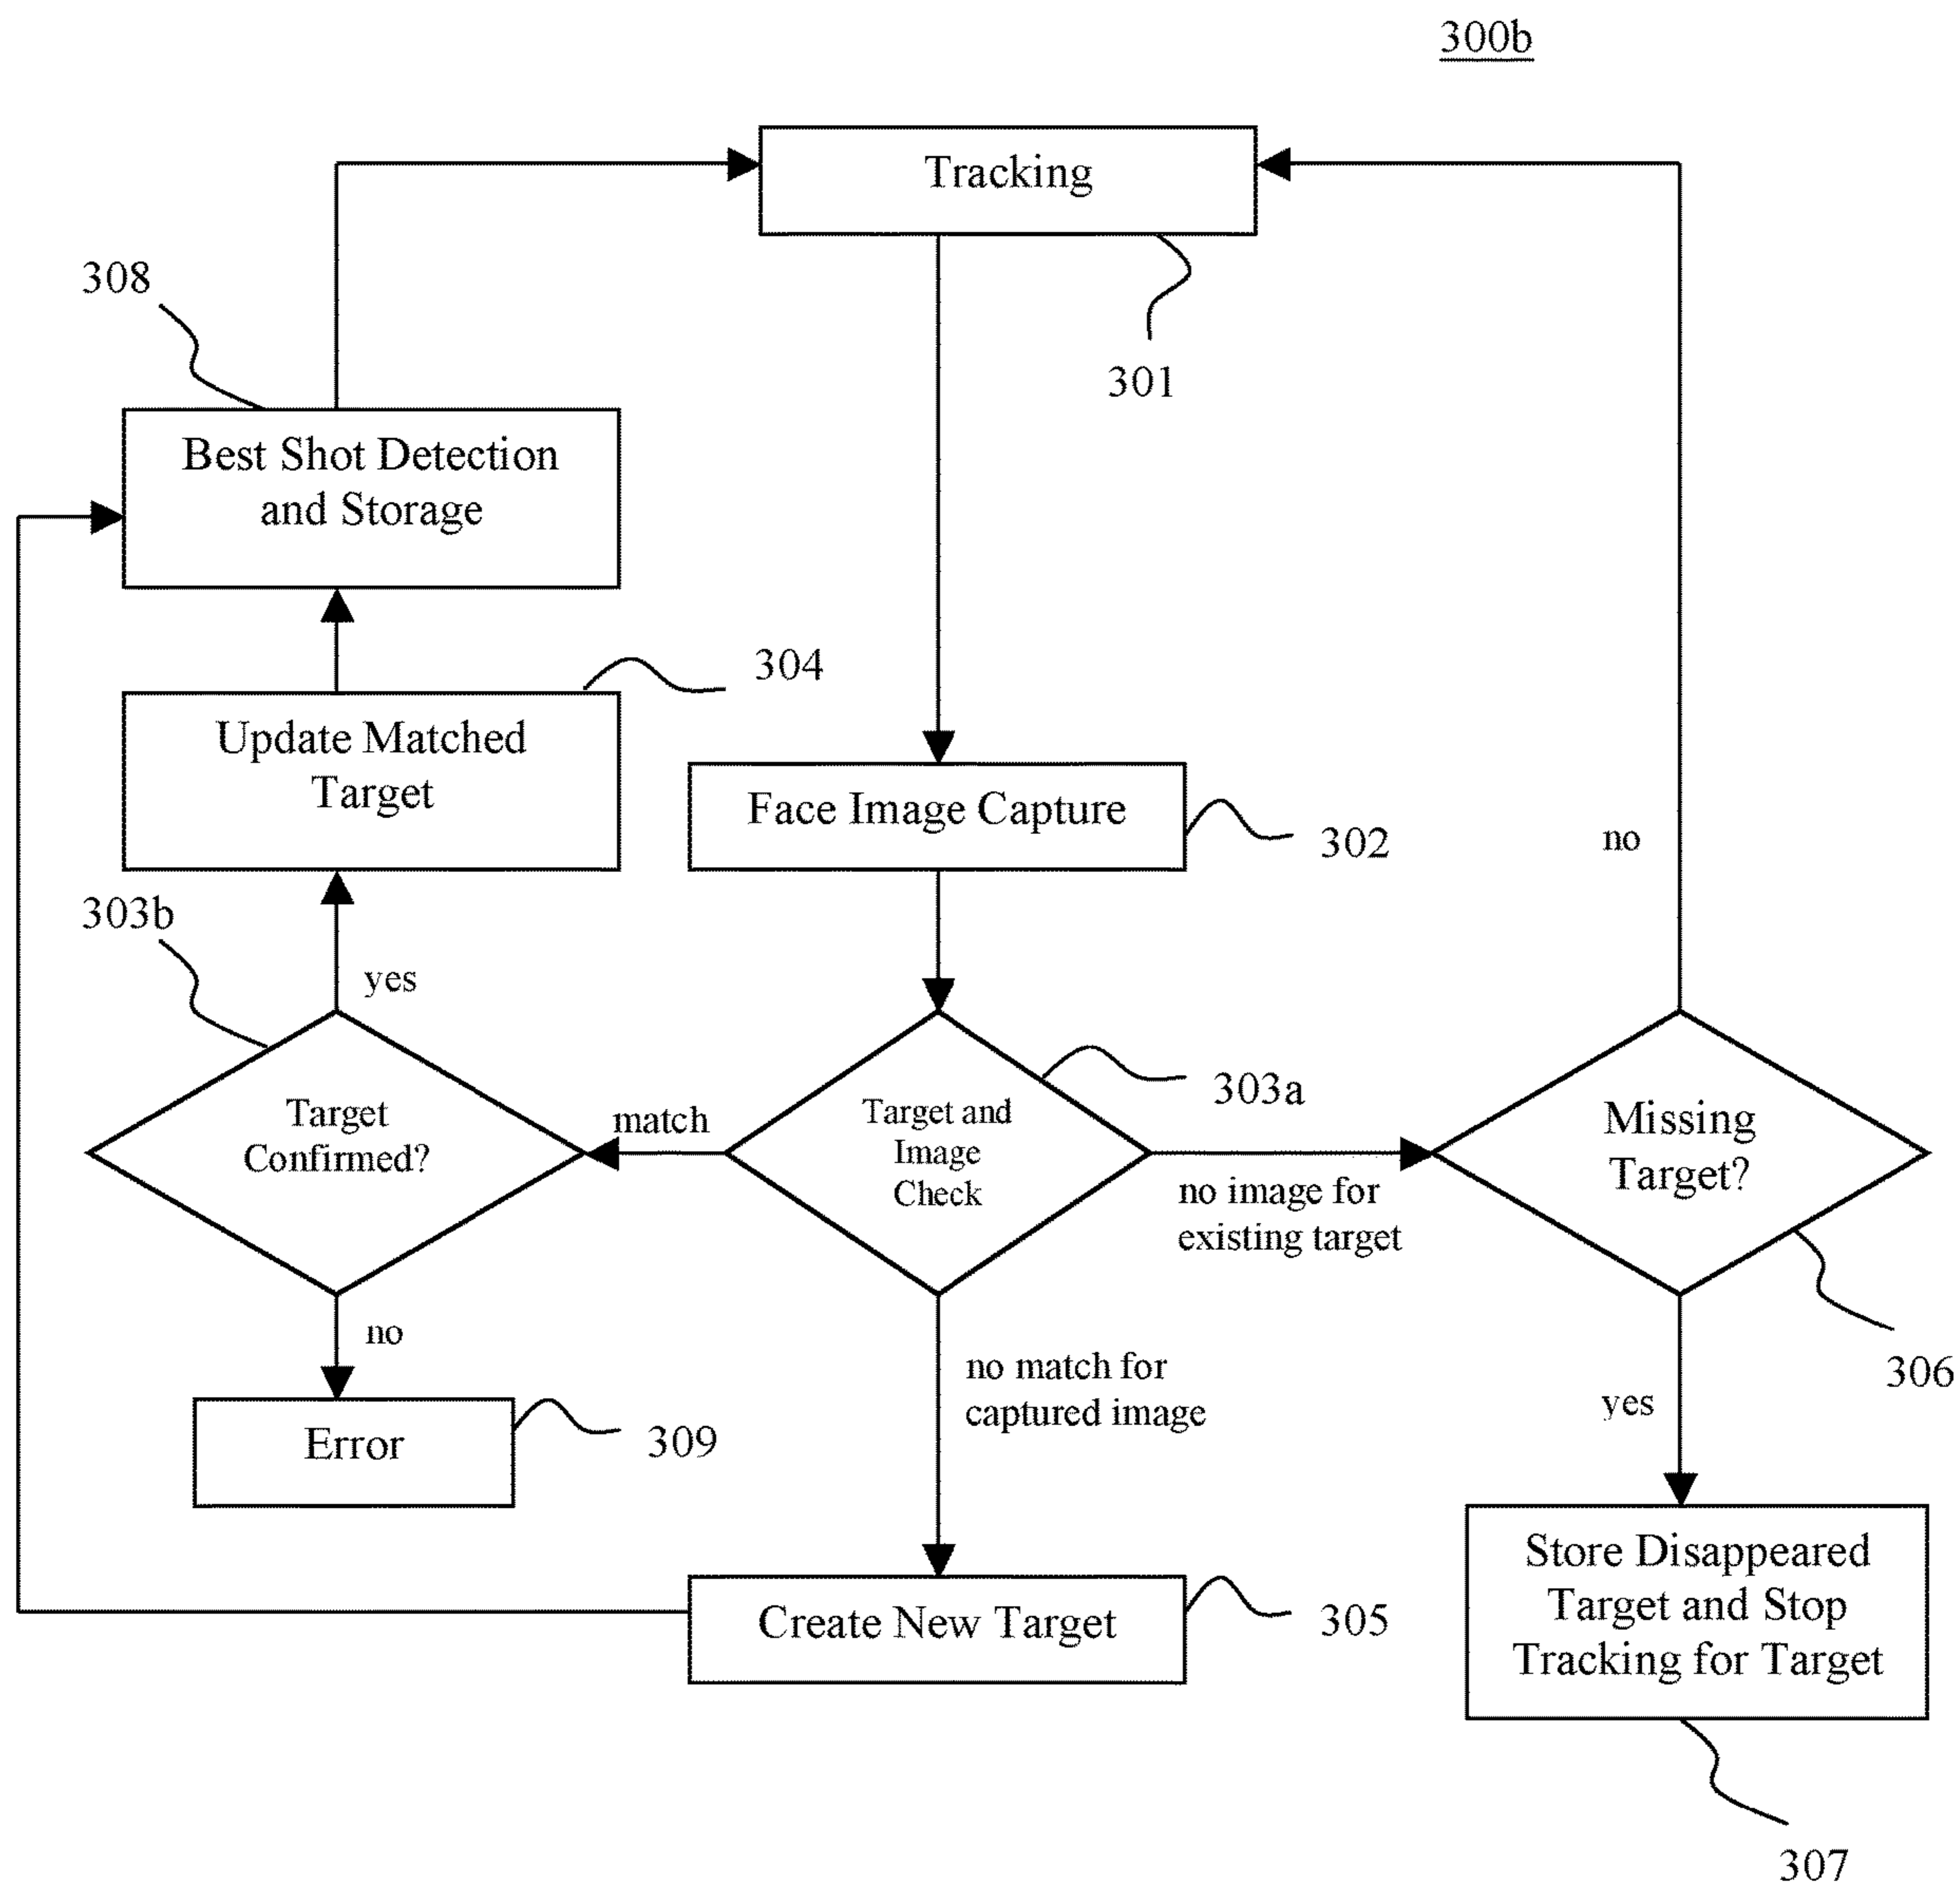 300b
Tracking
301
308
Best Shot Detection
and Storage
304
Update Matched
Target
Face Image Capture
302
no
303b
yes
303a
Target
Confirmed?
match
Target and
Image
Check
no image for
existing target
Missing
Target?
306
no
no match for
captured image
yes
Error
309
Create New Target
305
Store Disappeared
Target and Stop
Tracking for Target
307